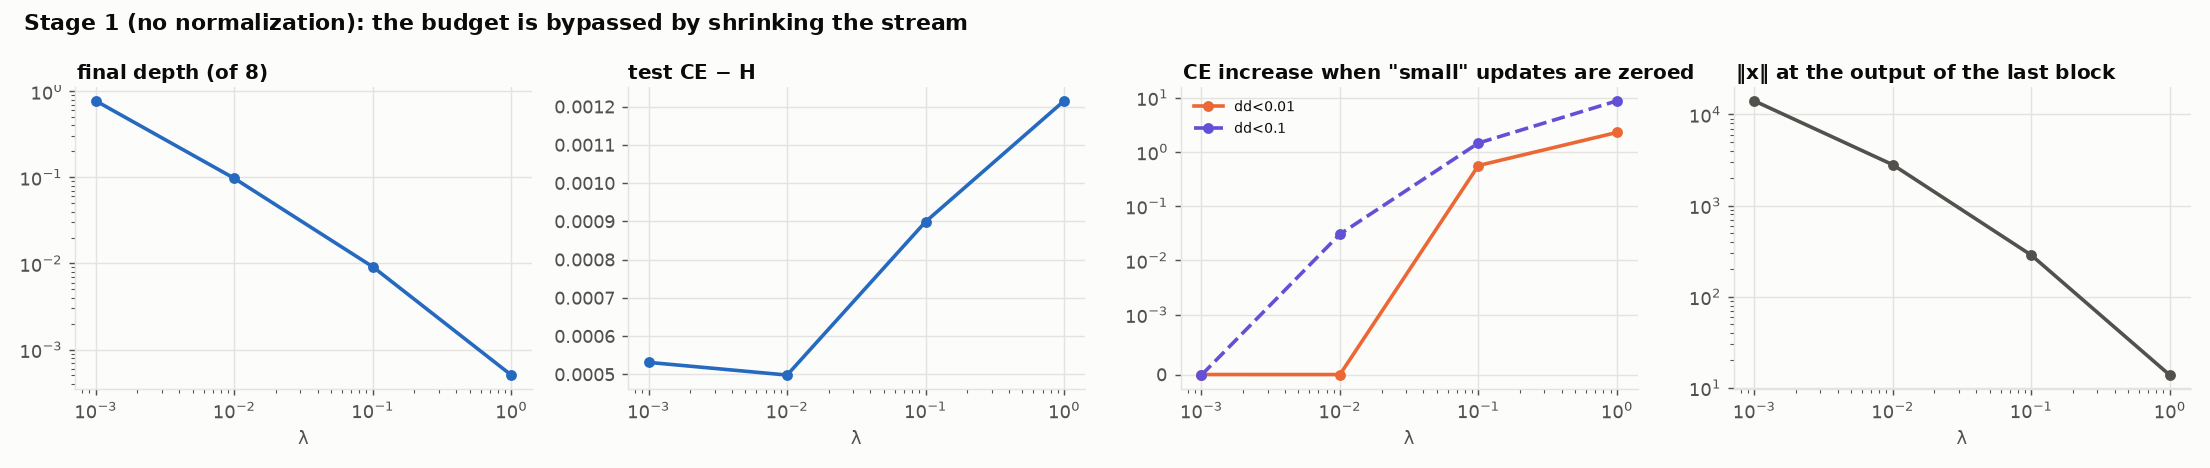 Stage 1 (no normalization): the budget is bypassed by shrinking the stream
final depth (of 8)
10⁰
10⁻¹
10⁻²
10⁻³
10⁻³ 10⁻² 10⁻¹ 10⁰
λ
test CE − H
0.0012
0.0011
0.0010
0.0009
0.0008
0.0007
0.0006
0.0005
10⁻³ 10⁻² 10⁻¹ 10⁰
λ
CE increase when "small" updates are zeroed
dd<0.01
dd<0.1
10¹
10⁰
10⁻¹
10⁻²
10⁻³
0
10⁻³ 10⁻² 10⁻¹ 10⁰
λ
‖x‖ at the output of the last block
10⁴
10³
10²
10¹
10⁻³ 10⁻² 10⁻¹ 10⁰
λ